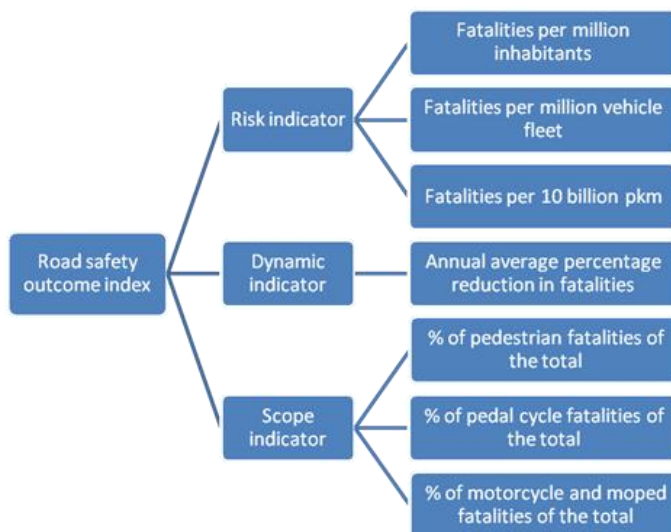 Fatalities per million
inhabitants
Risk indicator
Fatalities per million vehicle
fleet
Fatalities per 10 billion pkm
Road safety
outcome index
Dynamic
indicator
Annual average percentage
reduction in fatalities
% of pedestrian fatalities of
the total
Scope
indicator
% of pedal cycle fatalities of
the total
% of motorcycle and moped
fatalities of the total